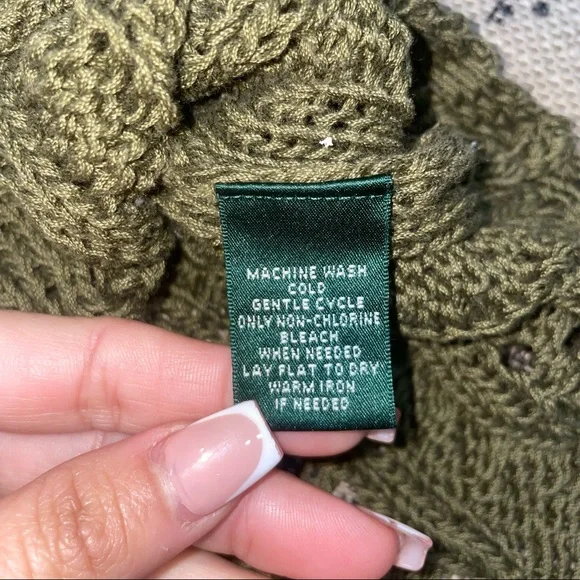 MACHINE WASH
COLD
GENTLE CYCLE
ONLY NON-CHLORINE
BLEACH
WHEN NEEDED
LAY FLAT TO DRY
WARM IRON
IF NEEDED